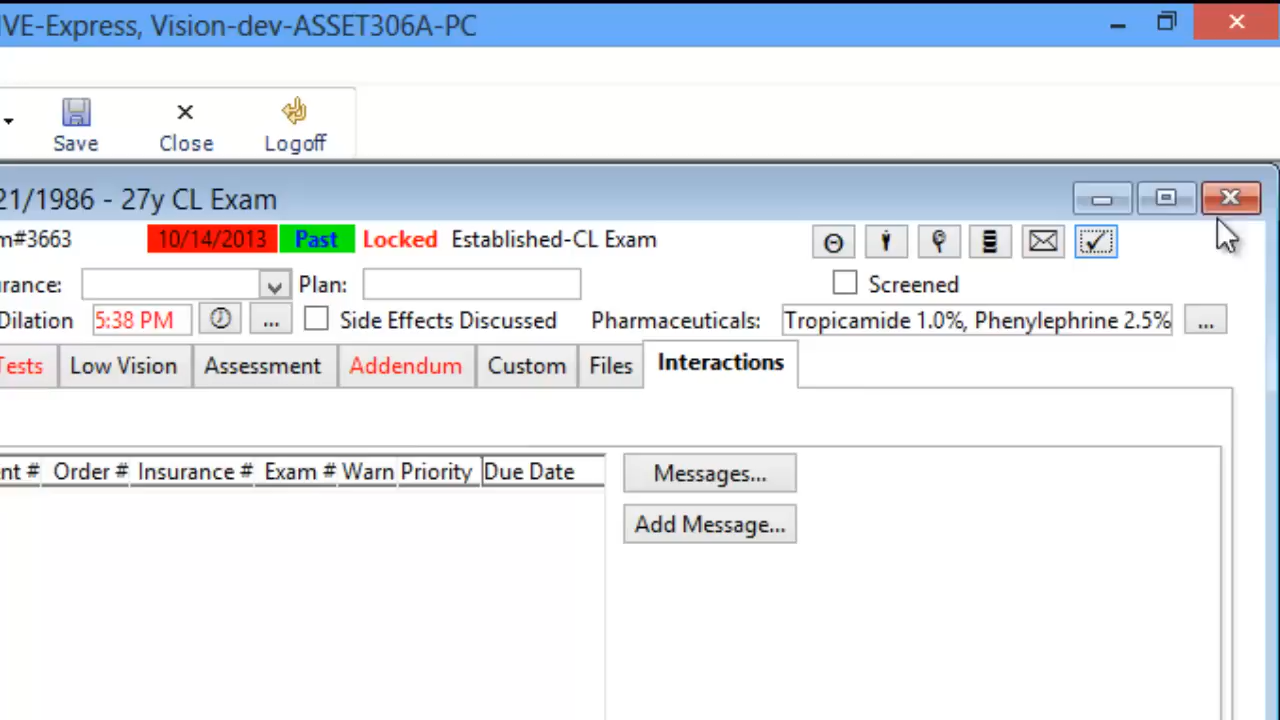 IVE-Express, Vision-dev-ASSET306A-PC
Save Close Logoff
21/1986 - 27y CL Exam
m#3663 10/14/2013 Past Locked Established-CL Exam
rance: Plan: Screened
Dilation 5:38 PM ... Side Effects Discussed Pharmaceuticals: Tropicamide 1.0%, Phenylephrine 2.5% ...
Tests Low Vision Assessment Addendum Custom Files Interactions
nt # Order # Insurance # Exam # Warn Priority Due Date Messages...
Add Message...